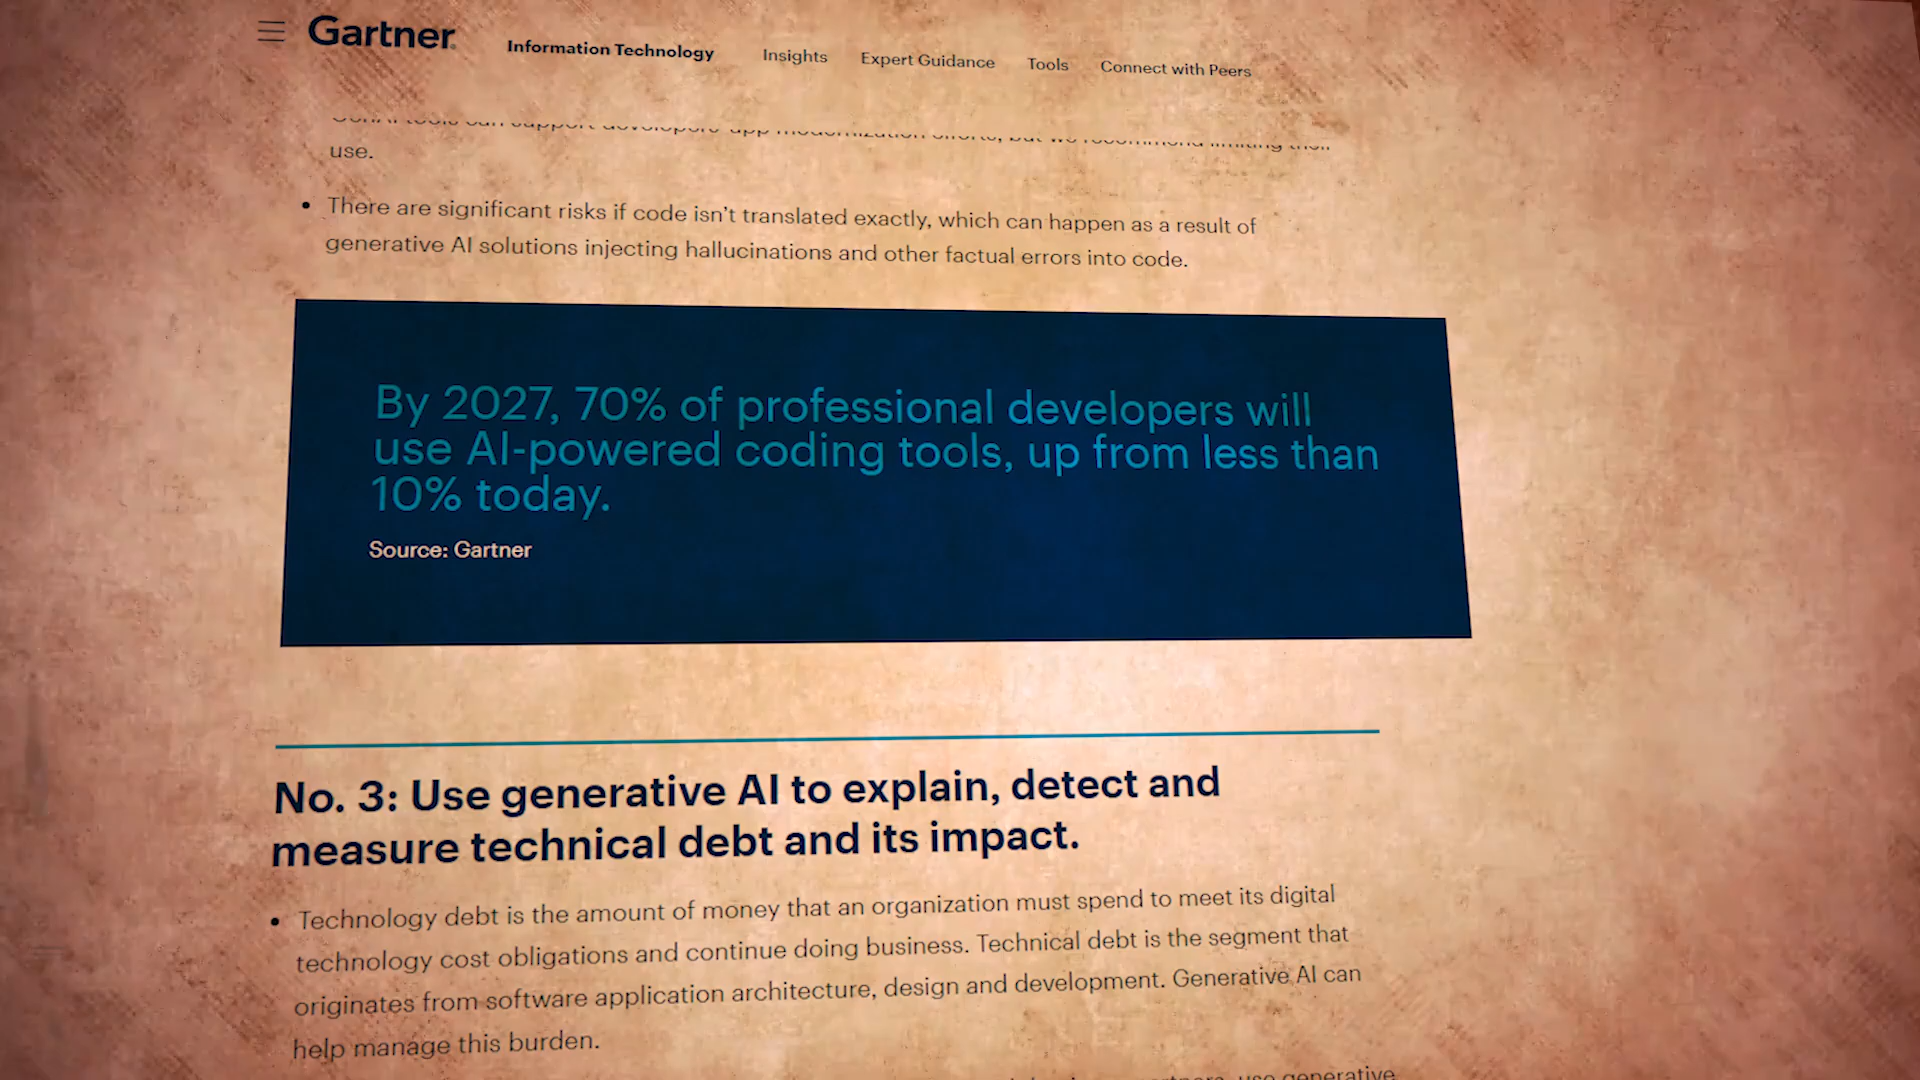 Gartner
Information Technology
Insights
Expert Guidance
Tools
Connect with Peers
use.
• There are significant risks if code isn't translated exactly, which can happen as a result of
generative AI solutions injecting hallucinations and other factual errors into code.
By 2027, 70% of professional developers will
use AI-powered coding tools, up from less than
10% today.
Source: Gartner
No. 3: Use generative AI to explain, detect and
measure technical debt and its impact.
• Technology debt is the amount of money that an organization must spend to meet its digital
technology cost obligations and continue doing business. Technical debt is the segment that
originates from software application architecture, design and development. Generative AI can
help manage this burden.
use generative